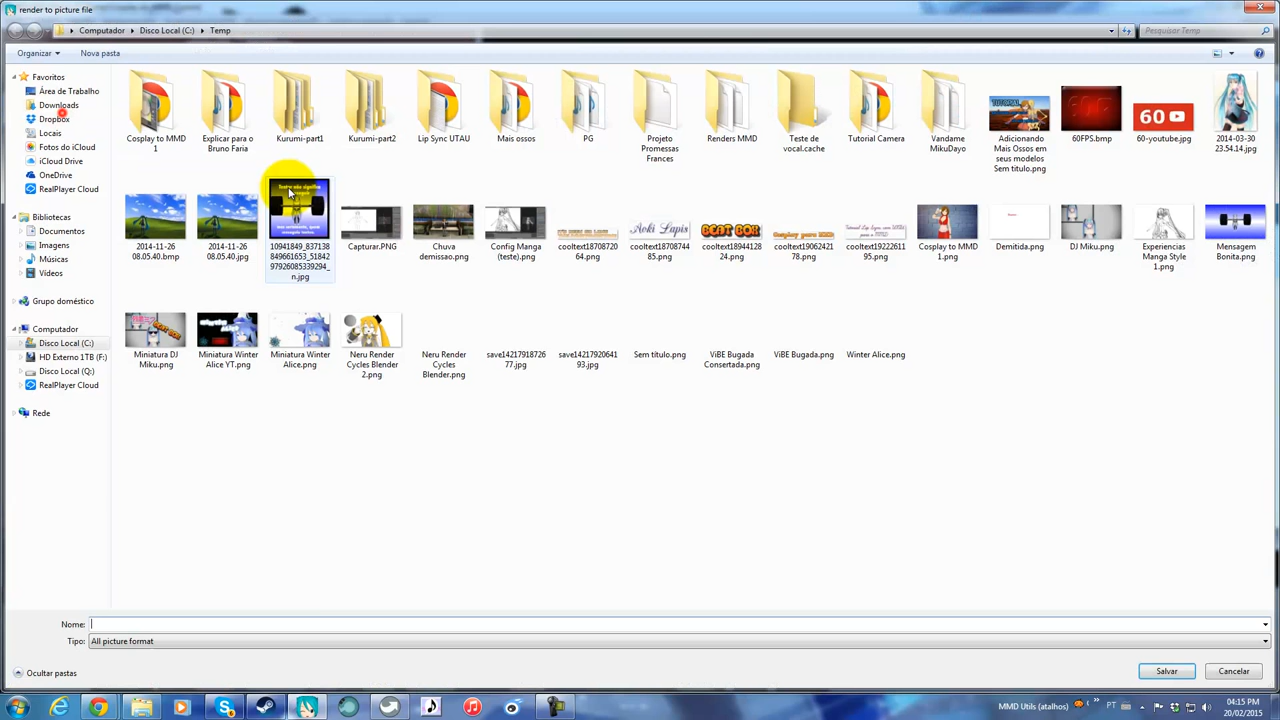 render to picture file
Computador
Disco Local (C:)
Temp
Pesquisar Temp
Organizar
Nova pasta
Favoritos
Área de Trabalho
Downloads
Dropbox
Locais
Fotos do iCloud
iCloud Drive
OneDrive
RealPlayer Cloud
Bibliotecas
Documentos
Imagens
Músicas
Vídeos
Grupo doméstico
Computador
Disco Local (C:)
HD Externo 1TB (F:)
Disco Local (Q:)
RealPlayer Cloud
Rede
Cosplay to MMD
1
Explicar para o
Bruno Faria
Kurumi-part1
Kurumi-part2
Lip Sync UTAU
Mais ossos
PG
Projeto
Promessas
Frances
Renders MMD
Teste de
vocal.cache
Tutorial Camera
Vandame
MikuDayo
Adicionando
Mais Ossos em
seus modelos
Sem titulo.png
60FPS.bmp
60
60-youtube.jpg
2014-03-30
23.54.14.jpg
2014-11-26
08.05.40.bmp
2014-11-26
08.05.40.jpg
10941849_837138
849661653_51842
97926085339294_
n.jpg
Capturar.PNG
Chuva
demissao.png
Config Manga
(teste).png
cooltext18708720
64.png
Aoki Lapis
cooltext18708744
85.png
BEAT BOX
cooltext18944128
24.png
cooltext19062421
78.png
cooltext19222611
95.png
Cosplay to MMD
1.png
Demitida.png
DJ Miku.png
Experiencias
Manga Style
1.png
Mensagem
Bonita.png
Miniatura DJ
Miku.png
Miniatura Winter
Alice YT.png
Miniatura Winter
Alice.png
Neru Render
Cycles Blender
2.png
Neru Render
Cycles
Blender.png
save14217918726
77.jpg
save14217920641
93.jpg
Sem titulo.png
ViBE Bugada
Consertada.png
ViBE Bugada.png
Winter Alice.png
Nome:
Tipo:
All picture format
Ocultar pastas
Salvar
Cancelar
MMD Utils (atalhos)
PT
04:15 PM
20/02/2015